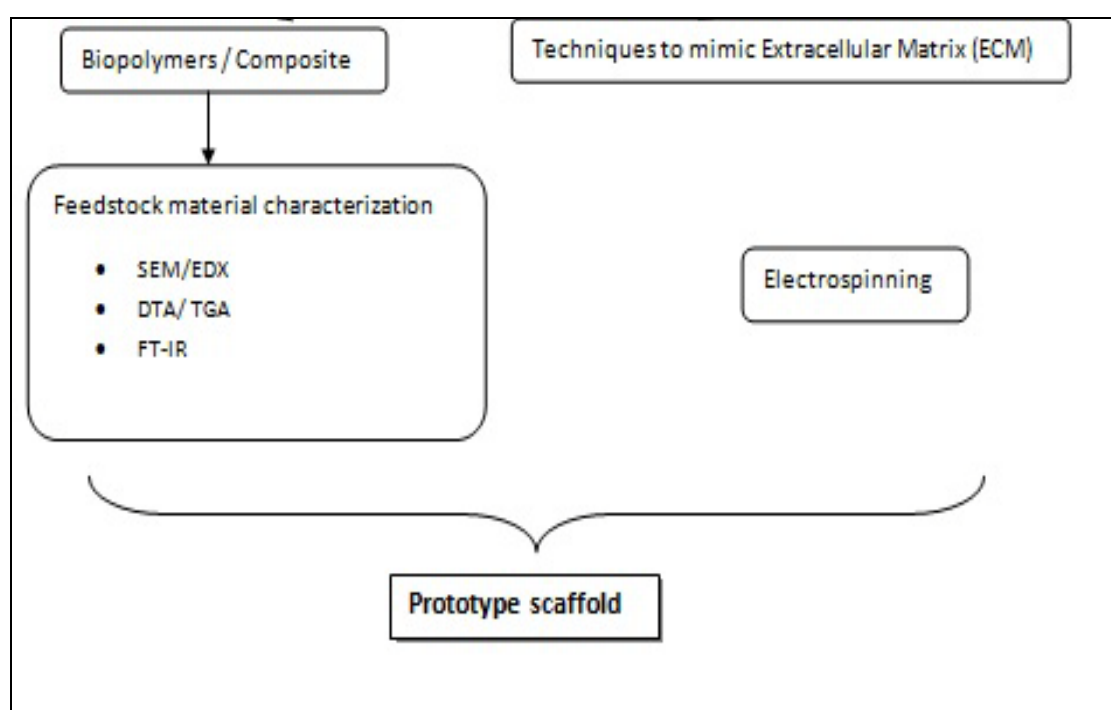 Biopolymers / Composite
Techniques to mimic Extracellular Matrix (ECM)
Feedstock material characterization
• SEM/EDX
• DTA/ TGA
• FT-IR
Electrospinning
Prototype scaffold